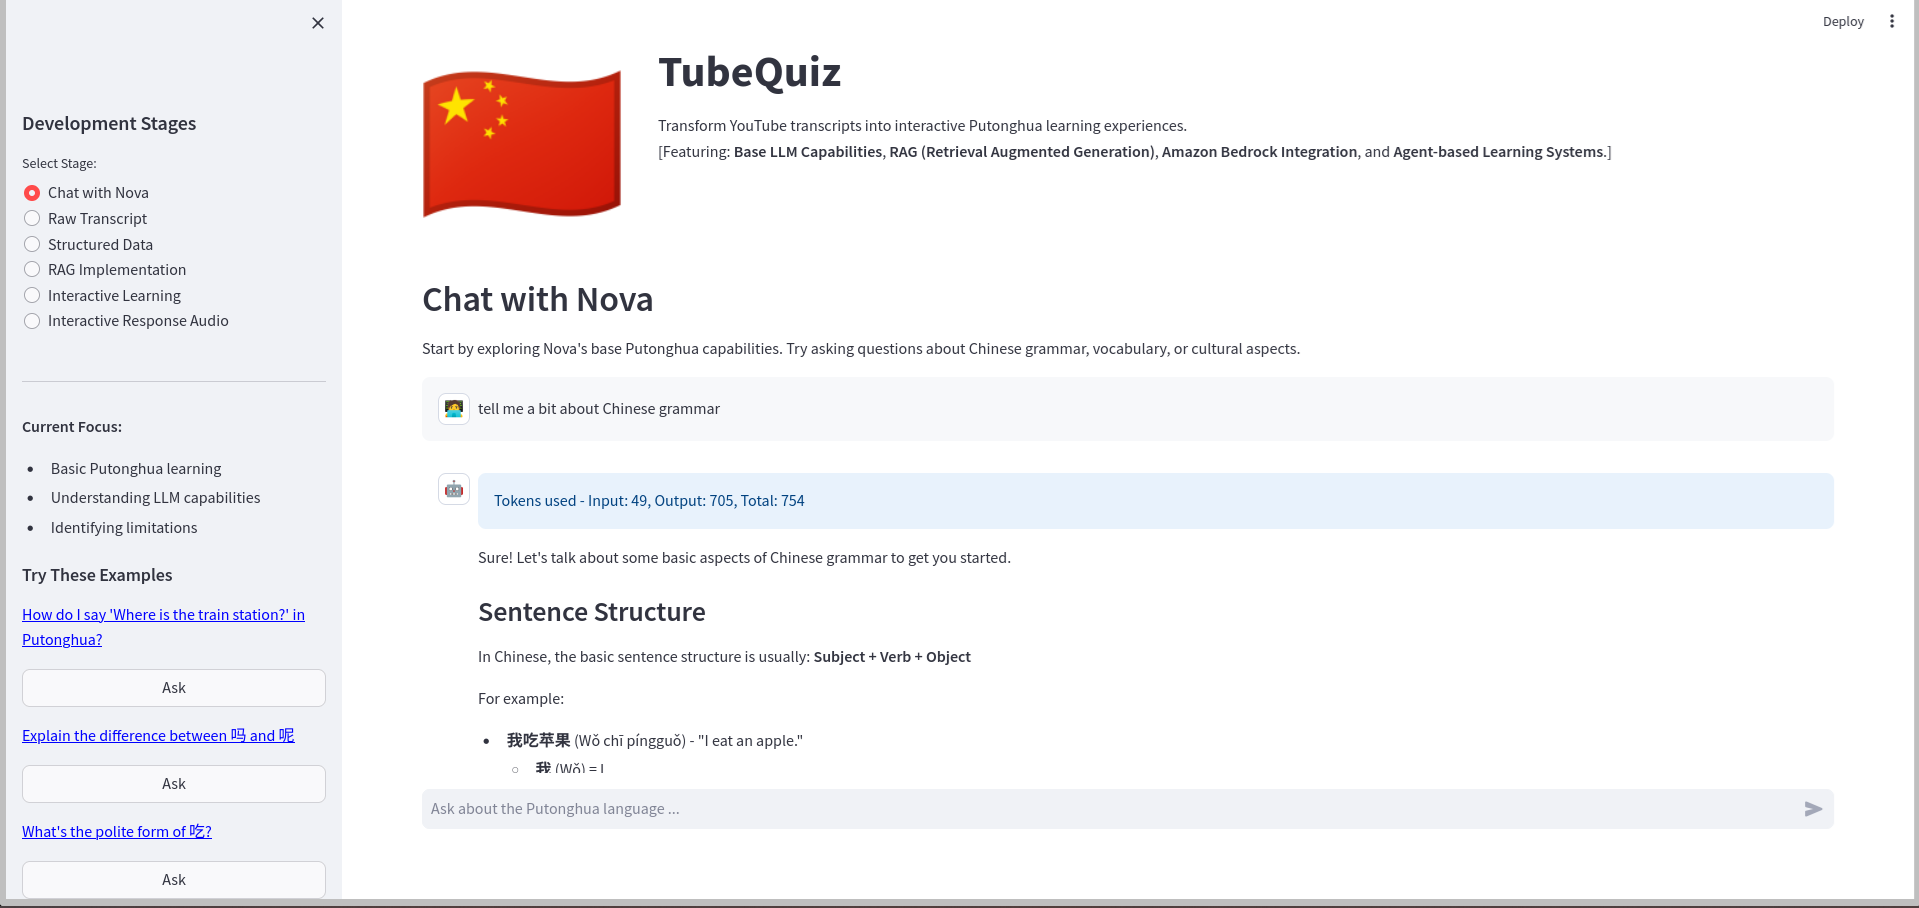 Development Stages
Select Stage:
Chat with Nova
Raw Transcript
Structured Data
RAG Implementation
Interactive Learning
Interactive Response Audio
Current Focus:
Basic Putonghua learning
Understanding LLM capabilities
Identifying limitations
Try These Examples
How do I say 'Where is the train station?' in
Putonghua?
Ask
Explain the difference between 吗 and 呢
Ask
What's the polite form of 吃?
Ask
Deploy
TubeQuiz
Transform YouTube transcripts into interactive Putonghua learning experiences.
[Featuring: Base LLM Capabilities, RAG (Retrieval Augmented Generation), Amazon Bedrock Integration, and Agent-based Learning Systems.]
Chat with Nova
Start by exploring Nova's base Putonghua capabilities. Try asking questions about Chinese grammar, vocabulary, or cultural aspects.
tell me a bit about Chinese grammar
Tokens used - Input: 49, Output: 705, Total: 754
Sure! Let's talk about some basic aspects of Chinese grammar to get you started.
Sentence Structure
In Chinese, the basic sentence structure is usually: Subject + Verb + Object
For example:
• 我吃苹果 (Wǒ chī píngguǒ) - "I eat an apple."
○ 我 (Wǒ) = I
Ask about the Putonghua language ...